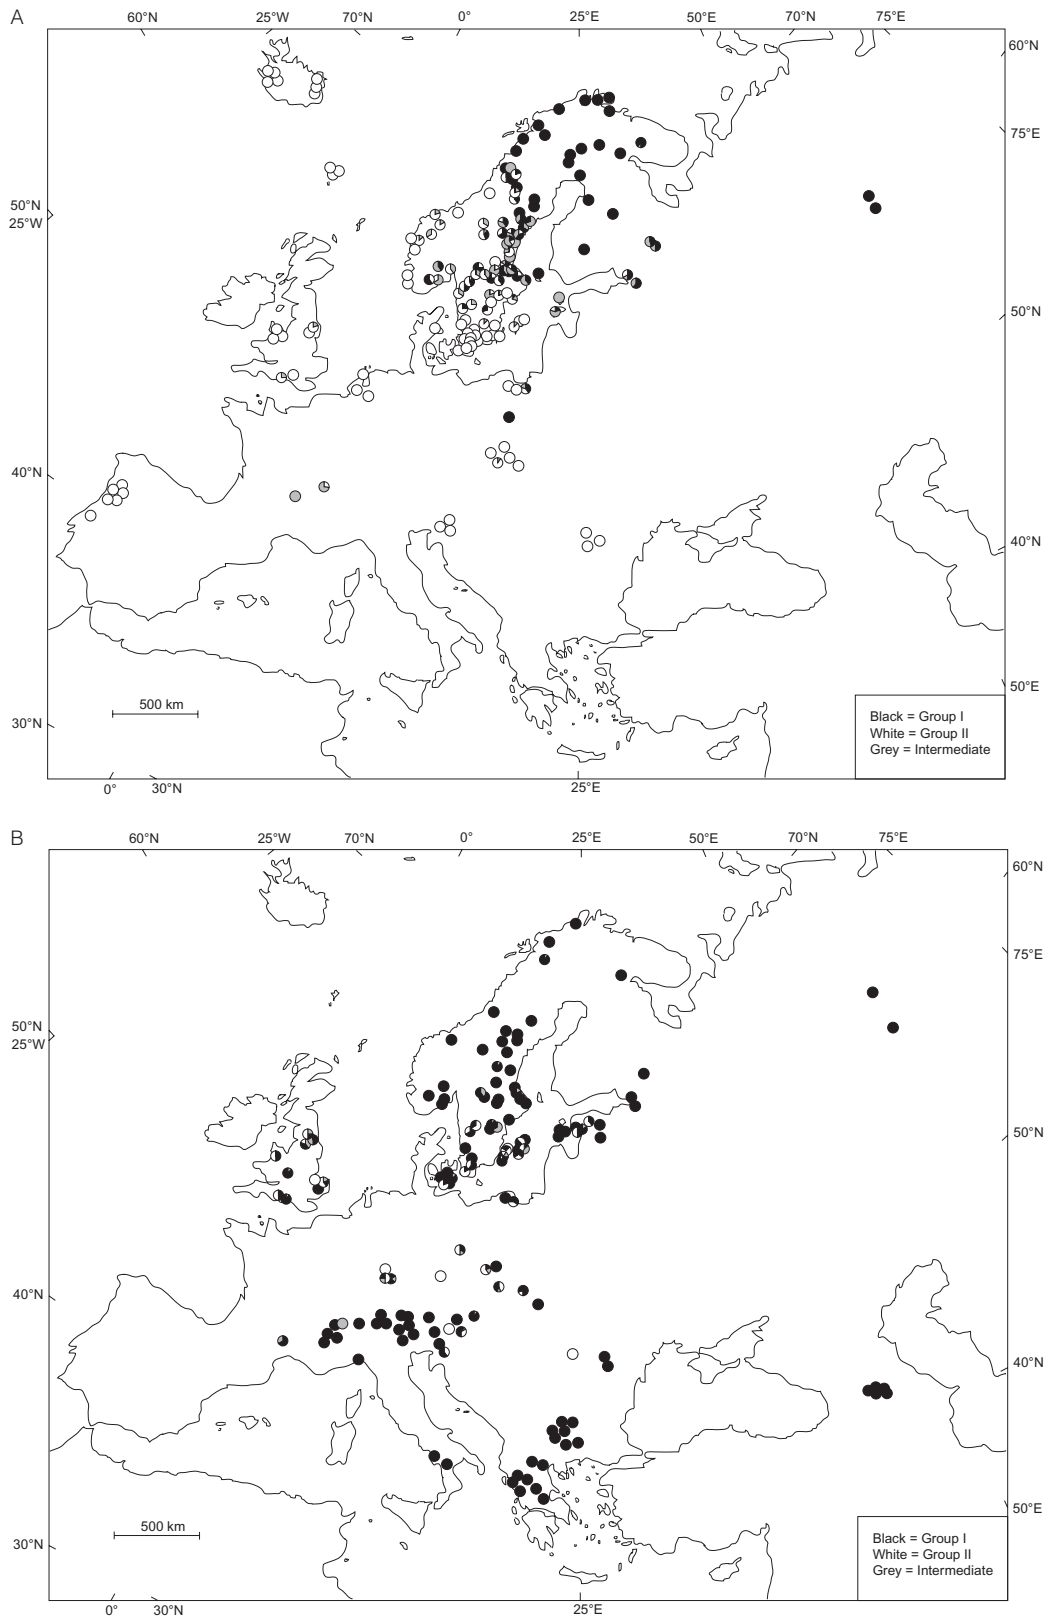 A
60°N 25°W 70°N 0° 25°E 50°E 70°N 75°E
60°N
75°E
50°N
25°W
50°N
40°N
40°N
50°E
500 km
Black = Group I
White = Group II
Grey = Intermediate
30°N
0° 30°N 25°E
B
60°N 25°W 70°N 0° 25°E 50°E 70°N 75°E
60°N
75°E
50°N
25°W
50°N
40°N
40°N
50°E
500 km
Black = Group I
White = Group II
Grey = Intermediate
30°N
0° 30°N 25°E